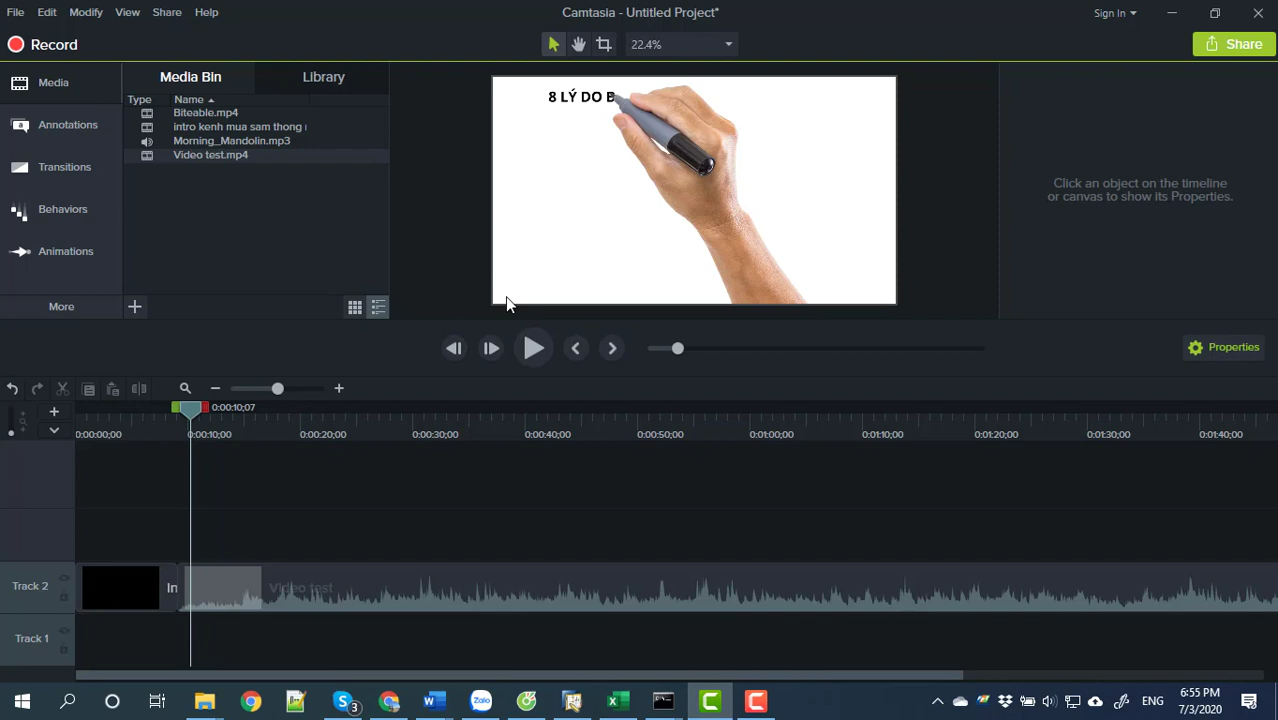 File Edit Modify View Share Help
Camtasia - Untitled Project*
Sign In
Record
22.4%
Share
Media
Media Bin
Library
Type Name
Biteable.mp4
intro kenh mua sam thong
Morning_Mandolin.mp3
Video test.mp4
Annotations
Transitions
Behaviors
Animations
More
8 LÝ DO
Click an object on the timeline
or canvas to show its Properties.
Properties
0:00:10;07
0:00:00;00 0:00:10;00 0:00:20;00 0:00:30;00 0:00:40;00 0:00:50;00 0:01:00;00 0:01:10;00 0:01:20;00 0:01:30;00 0:01:40;00
Track 2
In
Video test
Track 1
3
ENG
6:55 PM
7/3/2020